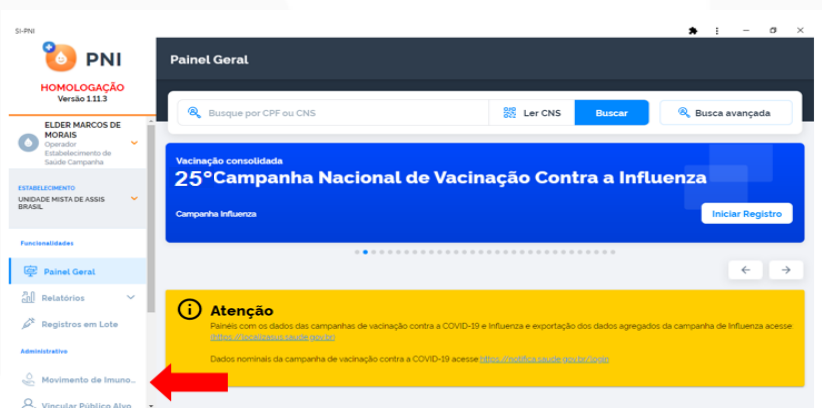 SI-PNI
PNI
HOMOLOGAÇÃO
Versão 1.11.3
ELDER MARCOS DE
MORAIS
Operador
Estabelecimento de
Saúde Campanha
ESTABELECIMENTO
UNIDADE MISTA DE ASSIS
BRASIL
Funcionalidades
Painel Geral
Relatórios
Registros em Lote
Administrativo
Movimento de Imuno...
Vincular Público Alvo
Painel Geral
Busque por CPF ou CNS
Ler CNS
Buscar
Busca avançada
Vacinação consolidada
25°Campanha Nacional de Vacinação Contra a Influenza
Campanha Influenza
Iniciar Registro
Atenção
Painéis com os dados das campanhas de vacinação contra a COVID-19 e Influenza e exportação dos dados agregados da campanha de Influenza acesse:
(https://localizasus.saude.gov.br)
Dados nominais da campanha de vacinação contra a COVID-19 acesse:https://notifica.saude.gov.br/login